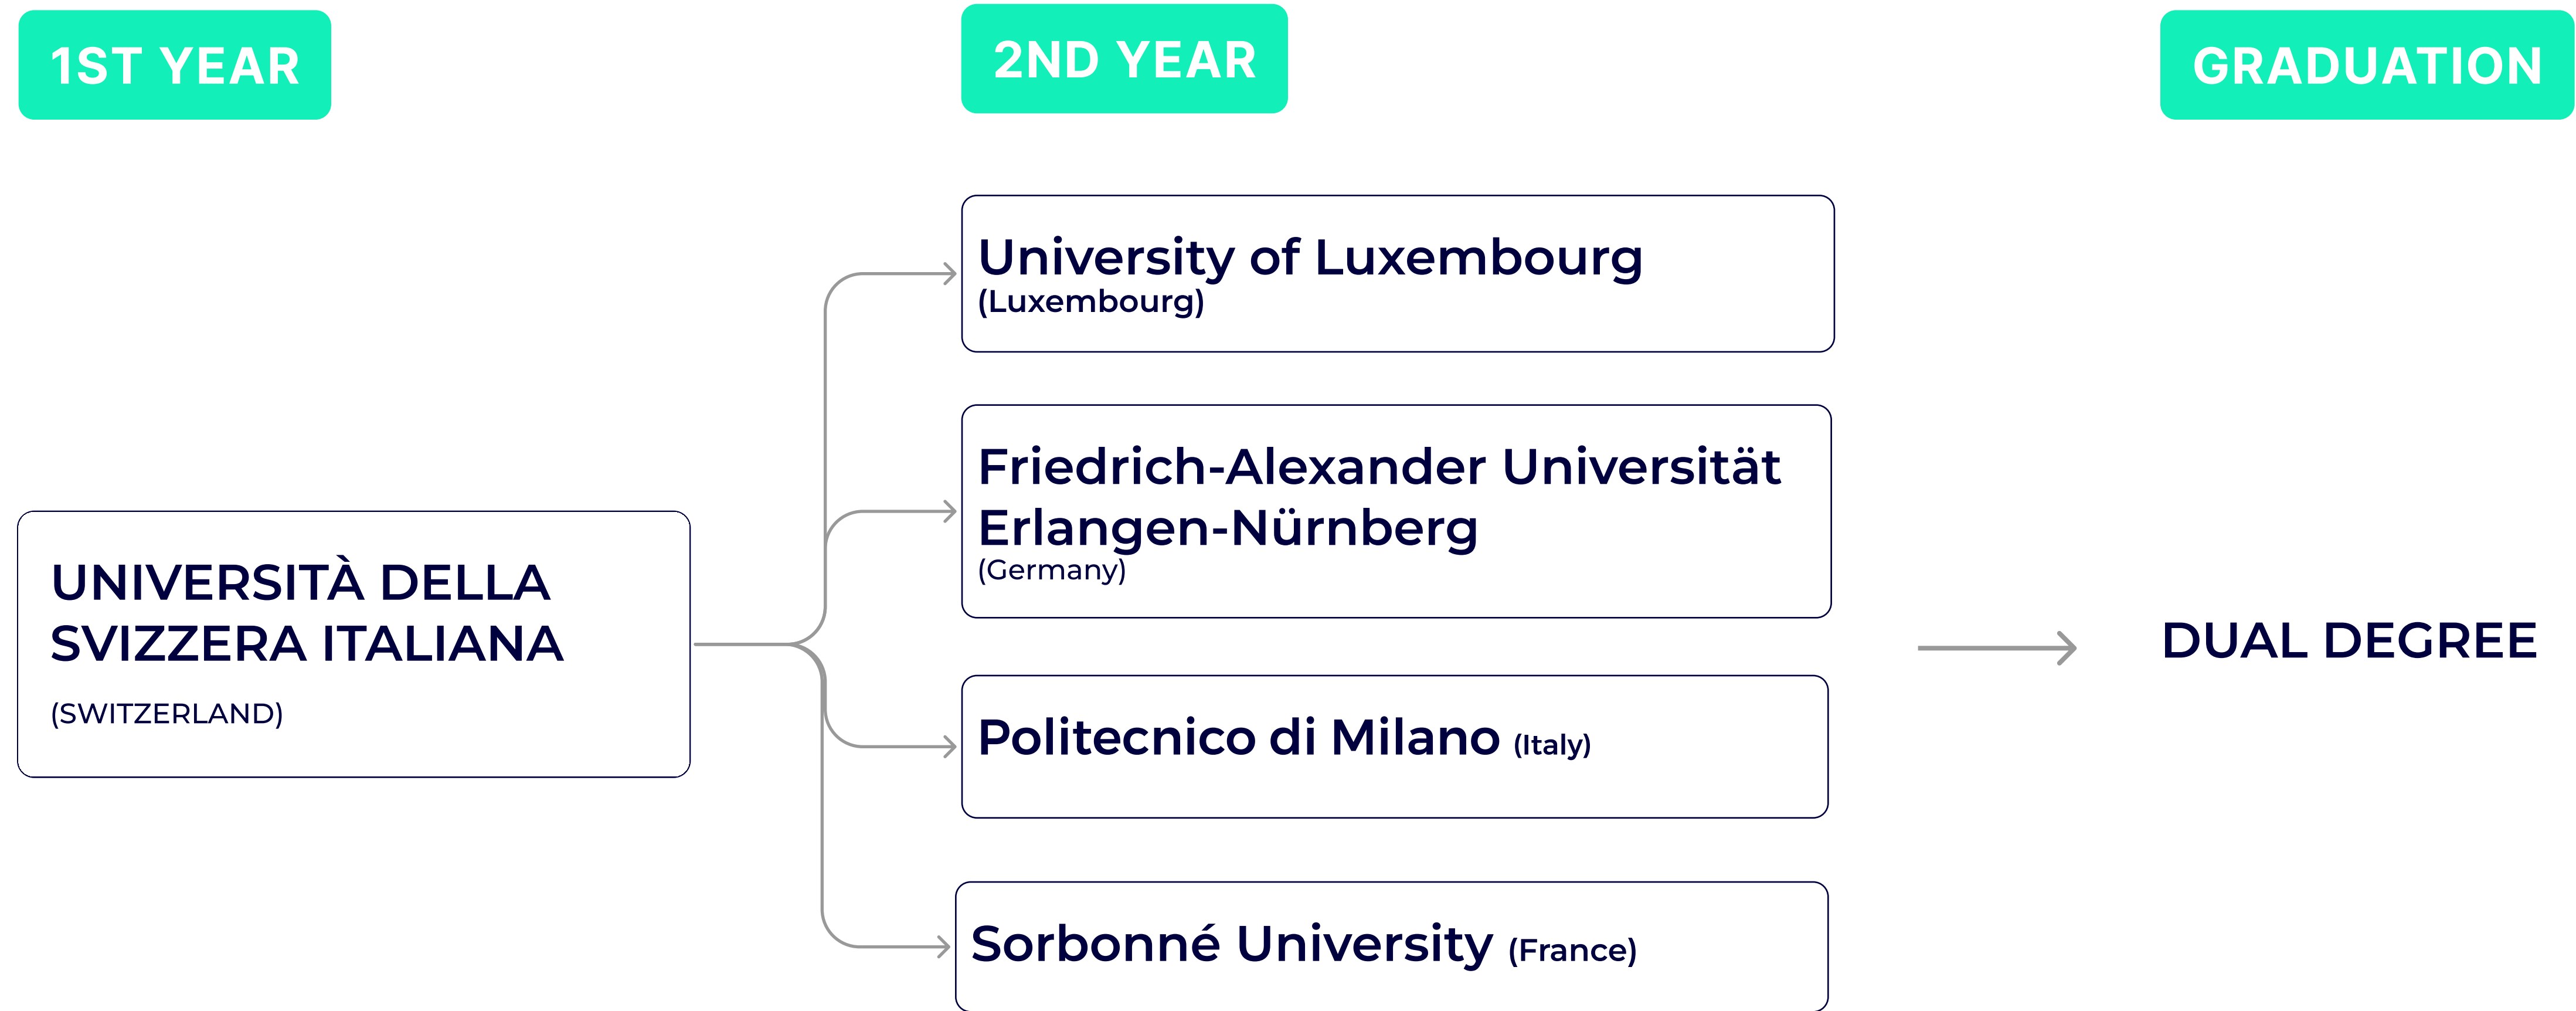 1ST YEAR
2ND YEAR
GRADUATION
UNIVERSITÀ DELLA
SVIZZERA ITALIANA
(SWITZERLAND)
University of Luxembourg
(Luxembourg)
Friedrich-Alexander Universität
Erlangen-Nürnberg
(Germany)
Politecnico di Milano (Italy)
Sorbonné University (France)
DUAL DEGREE